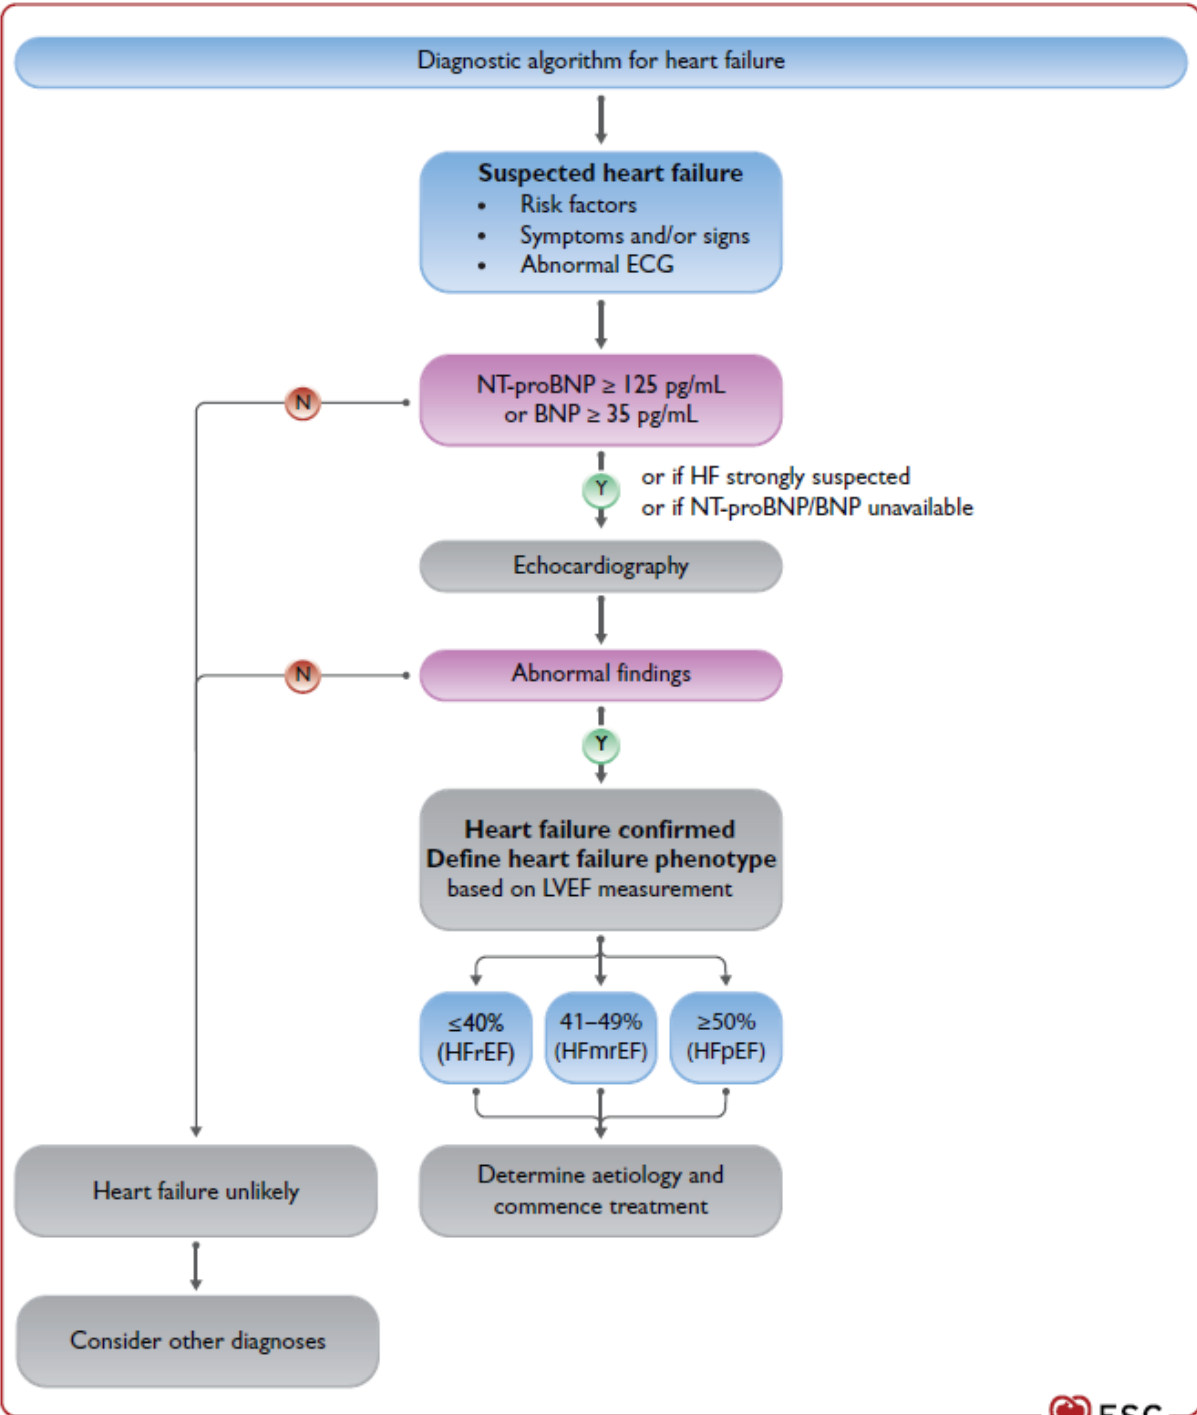 Diagnostic algorithm for heart failure
Suspected heart failure
• Risk factors
• Symptoms and/or signs
• Abnormal ECG
NT-proBNP ≥ 125 pg/mL
or BNP ≥ 35 pg/mL
N
Y
or if HF strongly suspected
or if NT-proBNP/BNP unavailable
Echocardiography
Abnormal findings
N
Y
Heart failure confirmed
Define heart failure phenotype
based on LVEF measurement
≤40%
(HFrEF)
41–49%
(HFmrEF)
≥50%
(HFpEF)
Determine aetiology and
commence treatment
Heart failure unlikely
Consider other diagnoses
ESC